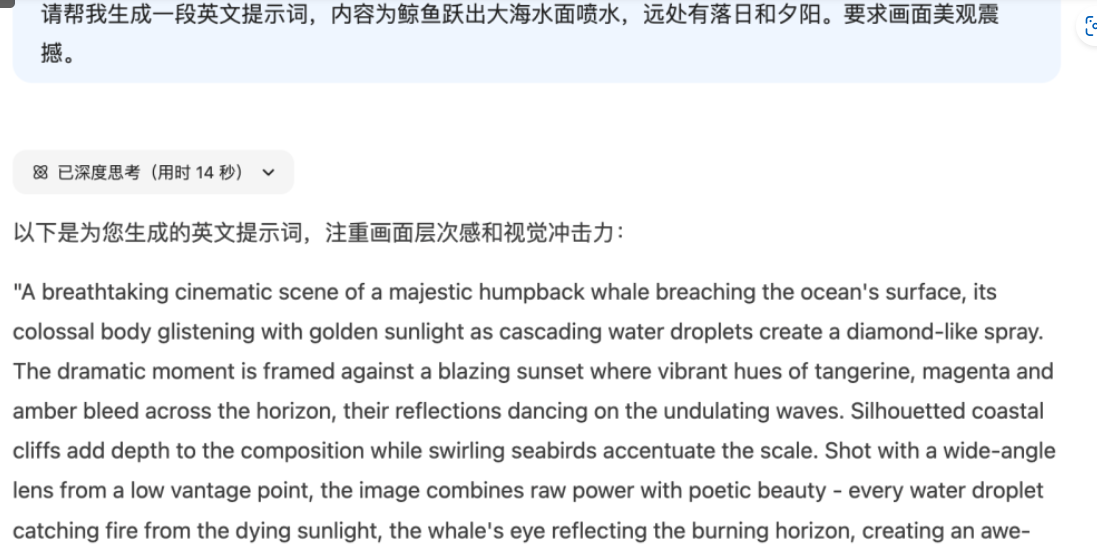 请帮我生成一段英文提示词，内容为鲸鱼跃出大海水面喷水，远处有落日和夕阳。要求画面美观震
撼。
已深度思考（用时 14 秒）
以下是为您生成的英文提示词，注重画面层次感和视觉冲击力：
"A breathtaking cinematic scene of a majestic humpback whale breaching the ocean's surface, its
colossal body glistening with golden sunlight as cascading water droplets create a diamond-like spray.
The dramatic moment is framed against a blazing sunset where vibrant hues of tangerine, magenta and
amber bleed across the horizon, their reflections dancing on the undulating waves. Silhouetted coastal
cliffs add depth to the composition while swirling seabirds accentuate the scale. Shot with a wide-angle
lens from a low vantage point, the image combines raw power with poetic beauty - every water droplet
catching fire from the dying sunlight, the whale's eye reflecting the burning horizon, creating an awe-